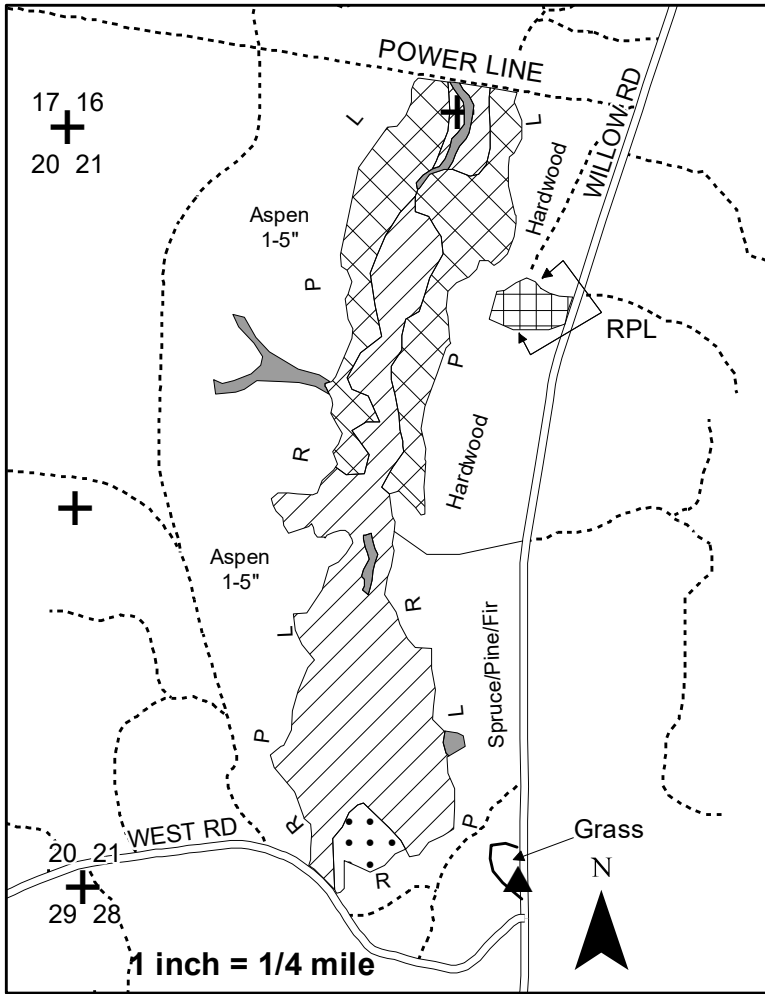 POWER LINE
17 16
20 21
L
L
WILLOW RD
Hardwood
Aspen
1-5"
P
RPL
P
R
Hardwood
Aspen
1-5"
R
L
Spruce/Pine/Fir
L
P
R
P
WEST RD
Grass
20 21
29 28
R
N
1 inch = 1/4 mile